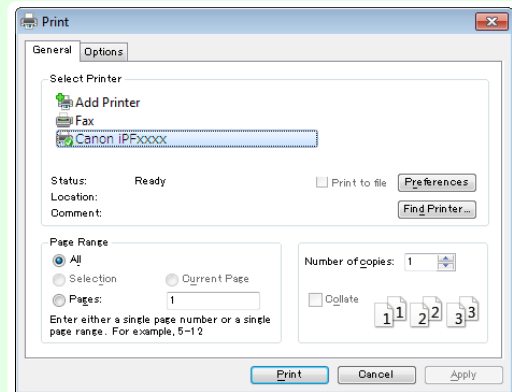 Print
General Options
Select Printer
Add Printer
Fax
Canon iPFxxxx
Status: Ready Print to file Preferences
Location:
Comment: Find Printer...
Page Range
All Number of copies: 1
Selection Current Page
Pages: 1 Collate
1 1 2 2 3 3
Enter either a single page number or a single
page range. For example, 5-12
Print Cancel Apply